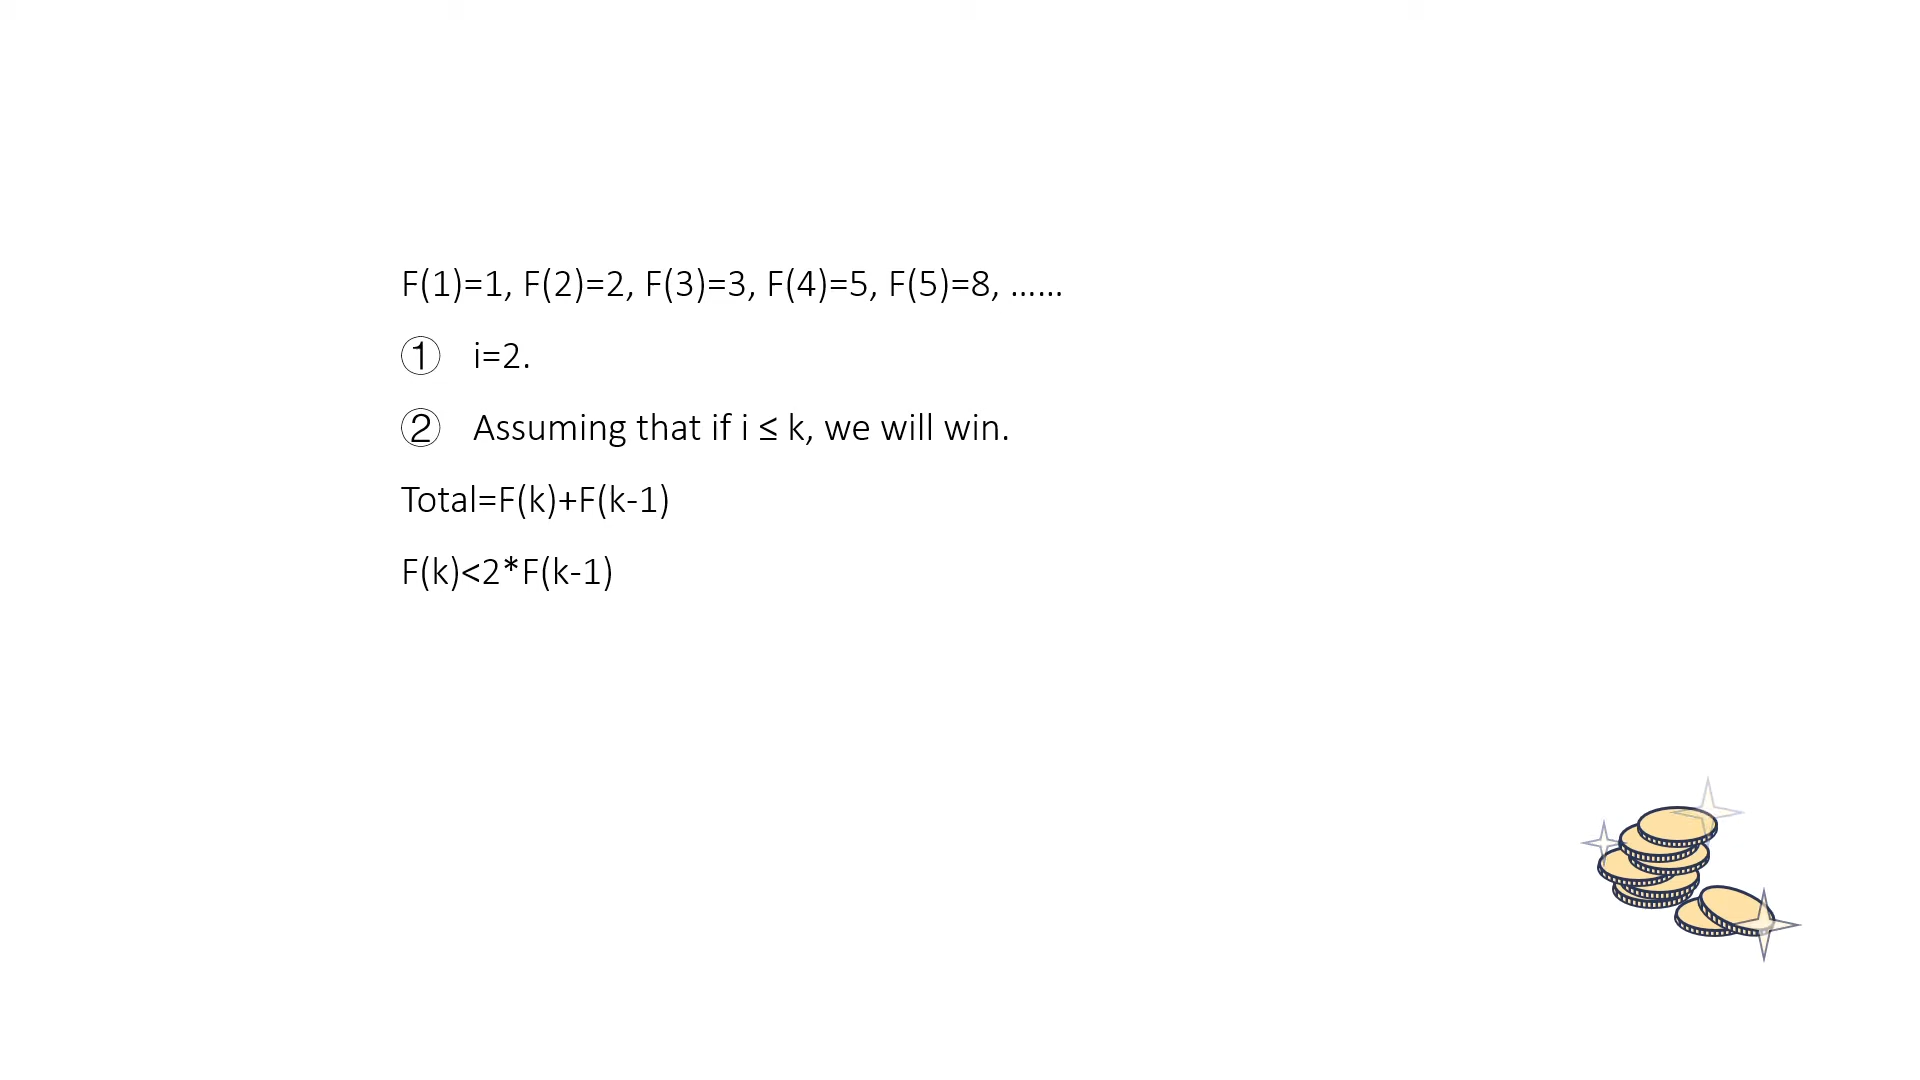 F(1)=1, F(2)=2, F(3)=3, F(4)=5, F(5)=8, ……
① i=2.
② Assuming that if i ≤ k, we will win.
Total=F(k)+F(k-1)
F(k)<2*F(k-1)